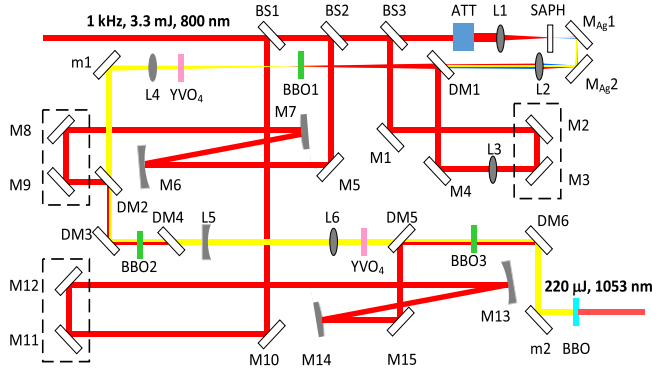 1 kHz, 3.3 mJ, 800 nm
BS1
BS2
BS3
ATT
L1
SAPH
M_Ag1
m1
L4
YVO4
BBO1
DM1
L2
M_Ag2
M8
M7
M1
M2
M9
M6
M5
M4
L3
M3
DM2
DM3
DM4
L5
L6
DM5
DM6
BBO2
YVO4
BBO3
M12
220 μJ, 1053 nm
M13
M11
M10
M14
M15
m2
BBO